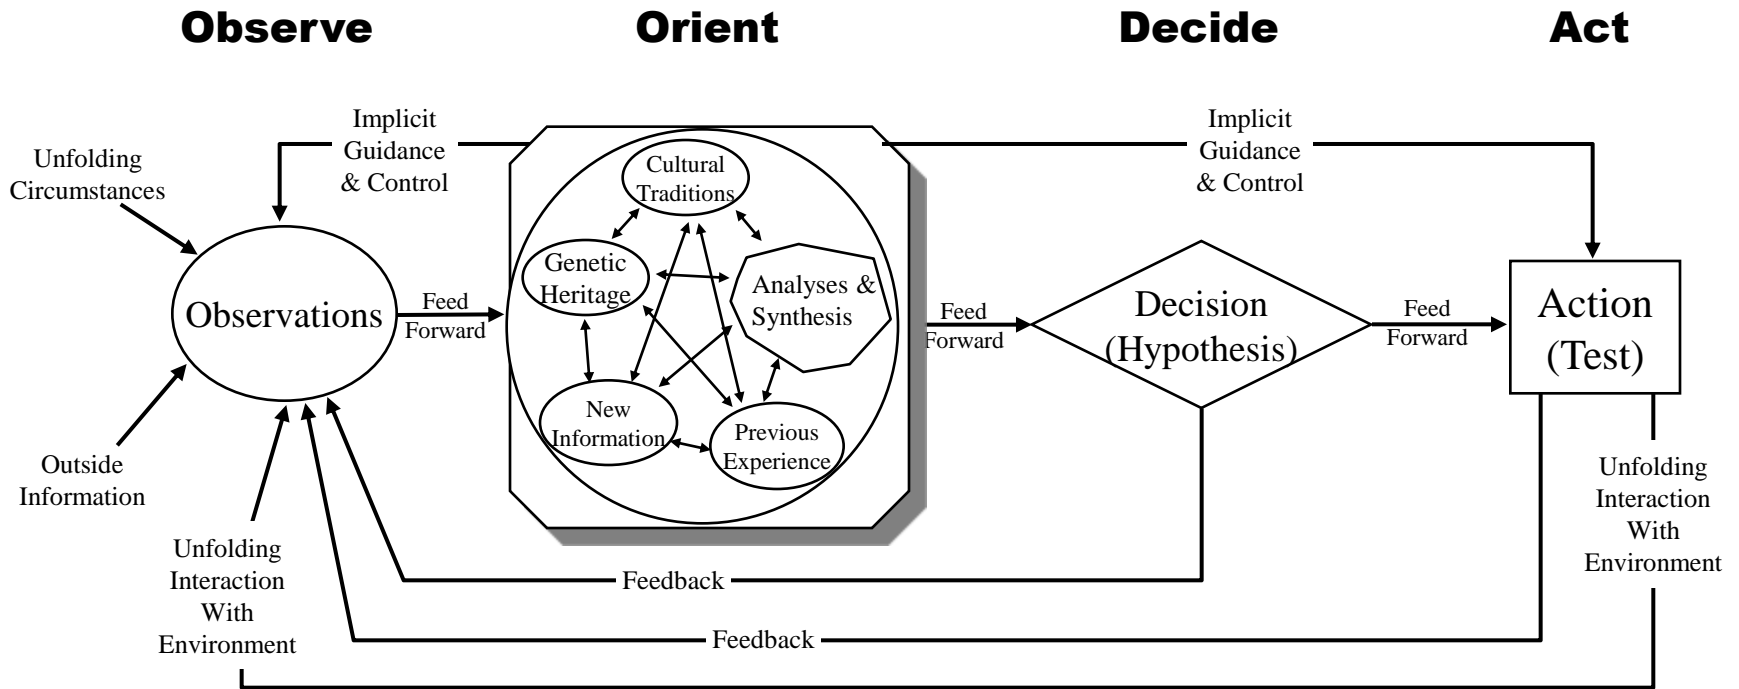 Observe
Orient
Decide
Act
Implicit
Guidance
& Control
Implicit
Guidance
& Control
Unfolding
Circumstances
Cultural
Traditions
Genetic
Heritage
Analyses &
Synthesis
Observations
Feed
Forward
Feed
Forward
Decision
(Hypothesis)
Feed
Forward
Action
(Test)
New
Information
Previous
Experience
Outside
Information
Unfolding
Interaction
With
Environment
Unfolding
Interaction
With
Environment
Feedback
Feedback